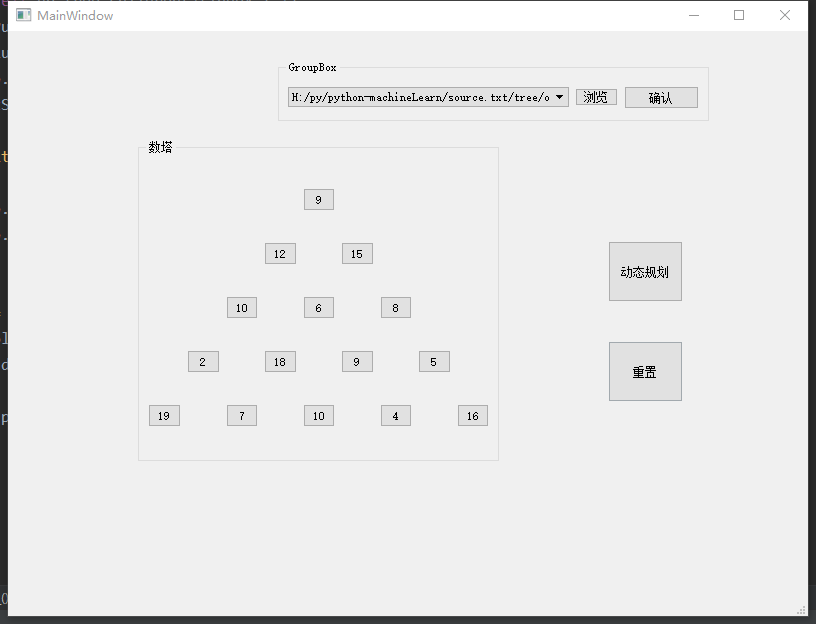 MainWindow
GroupBox
H:/py/python-machineLearn/source.txt/tree/o 浏览 确认
数塔
9
12 15
10 6 8
2 18 9 5
19 7 10 4 16
动态规划
重置